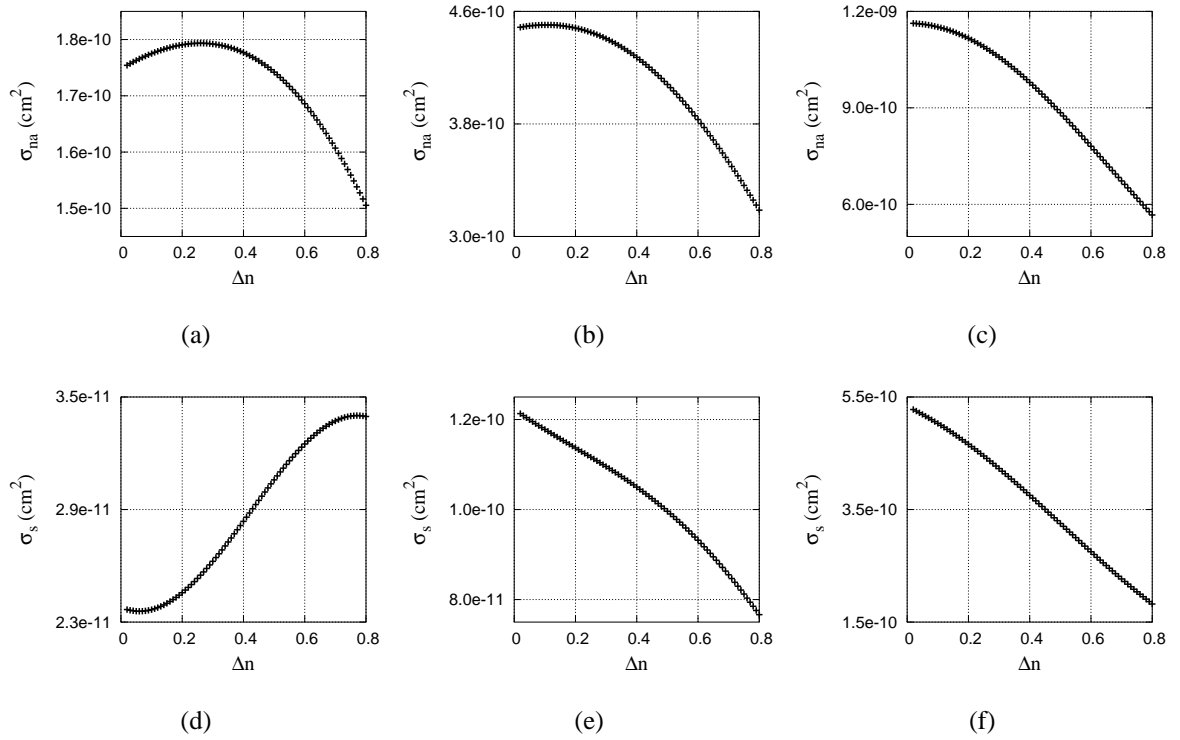 1.8e-10
1.7e-10
1.6e-10
1.5e-10
σna (cm2)
0 0.2 0.4 0.6 0.8
Δn
(a)
4.6e-10
3.8e-10
3.0e-10
σna (cm2)
0 0.2 0.4 0.6 0.8
Δn
(b)
1.2e-09
9.0e-10
6.0e-10
σna (cm2)
0 0.2 0.4 0.6 0.8
Δn
(c)
3.5e-11
2.9e-11
2.3e-11
σs (cm2)
0 0.2 0.4 0.6 0.8
Δn
(d)
1.2e-10
1.0e-10
8.0e-11
σs (cm2)
0 0.2 0.4 0.6 0.8
Δn
(e)
5.5e-10
3.5e-10
1.5e-10
σs (cm2)
0 0.2 0.4 0.6 0.8
Δn
(f)